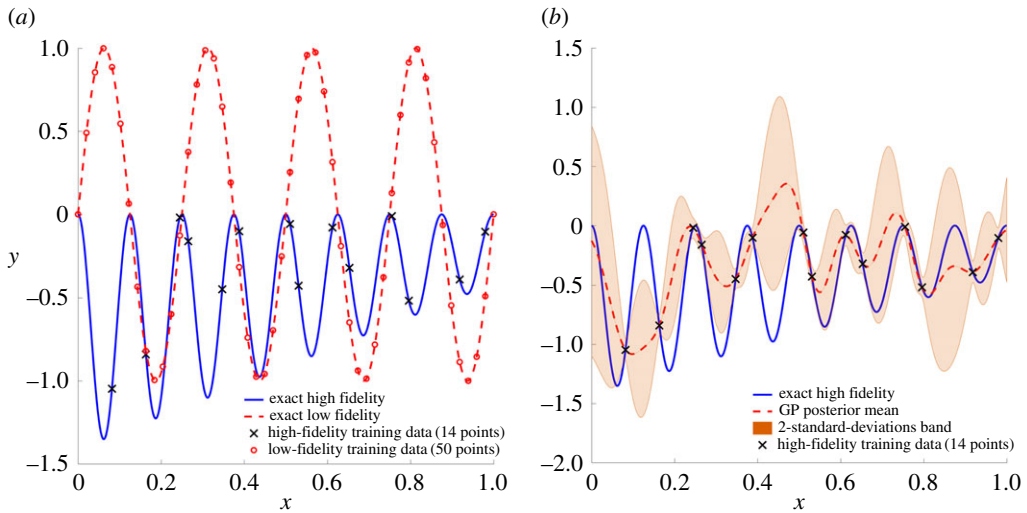 (a)
1.0
0.5
0
−0.5
−1.0
−1.5
y
0
0.2
0.4
0.6
0.8
1.0
x
exact high fidelity
exact low fidelity
high-fidelity training data (14 points)
low-fidelity training data (50 points)
(b)
1.5
1.0
0.5
0
−0.5
−1.0
−1.5
−2.0
0
0.2
0.4
0.6
0.8
1.0
x
exact high fidelity
GP posterior mean
2-standard-deviations band
high-fidelity training data (14 points)